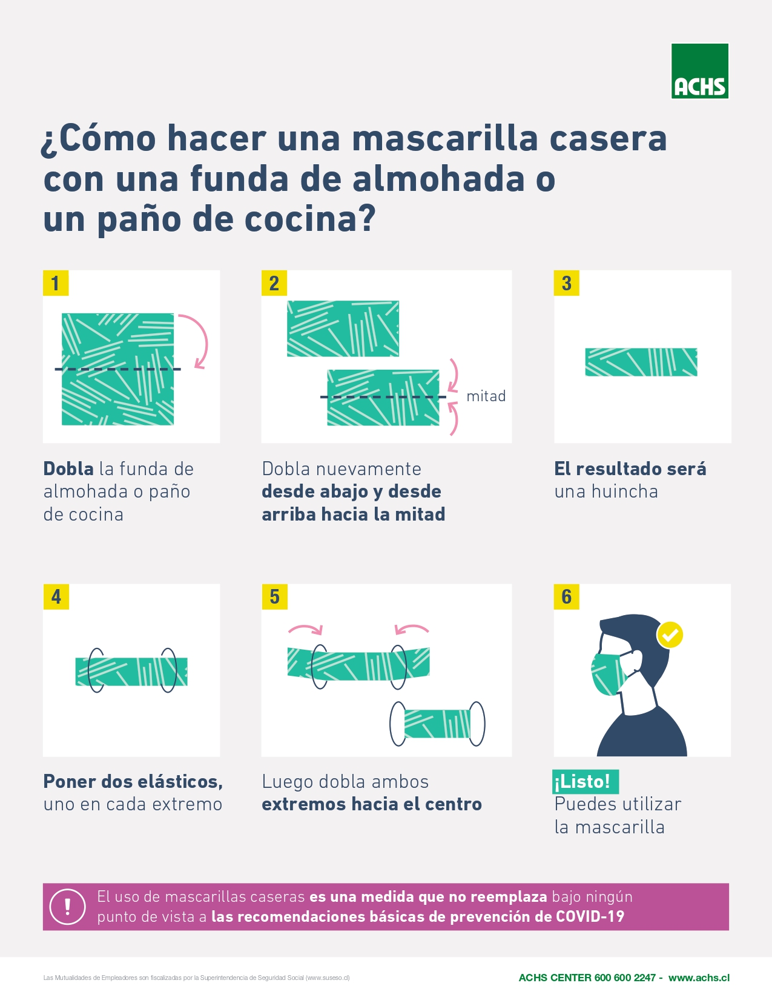 ACHS
¿Cómo hacer una mascarilla casera
con una funda de almohada o
un paño de cocina?
1
Dobla la funda de
almohada o paño
de cocina
2
mitad
Dobla nuevamente
desde abajo y desde
arriba hacia la mitad
3
El resultado será
una huincha
4
Poner dos elásticos,
uno en cada extremo
5
Luego dobla ambos
extremos hacia el centro
6
¡Listo!
Puedes utilizar
la mascarilla
!
El uso de mascarillas caseras es una medida que no reemplaza bajo ningún
punto de vista a las recomendaciones básicas de prevención de COVID-19
Las Mutualidades de Empleadores son fiscalizadas por la Superintendencia de Seguridad Social (www.suseso.cl)
ACHS CENTER 600 600 2247 - www.achs.cl